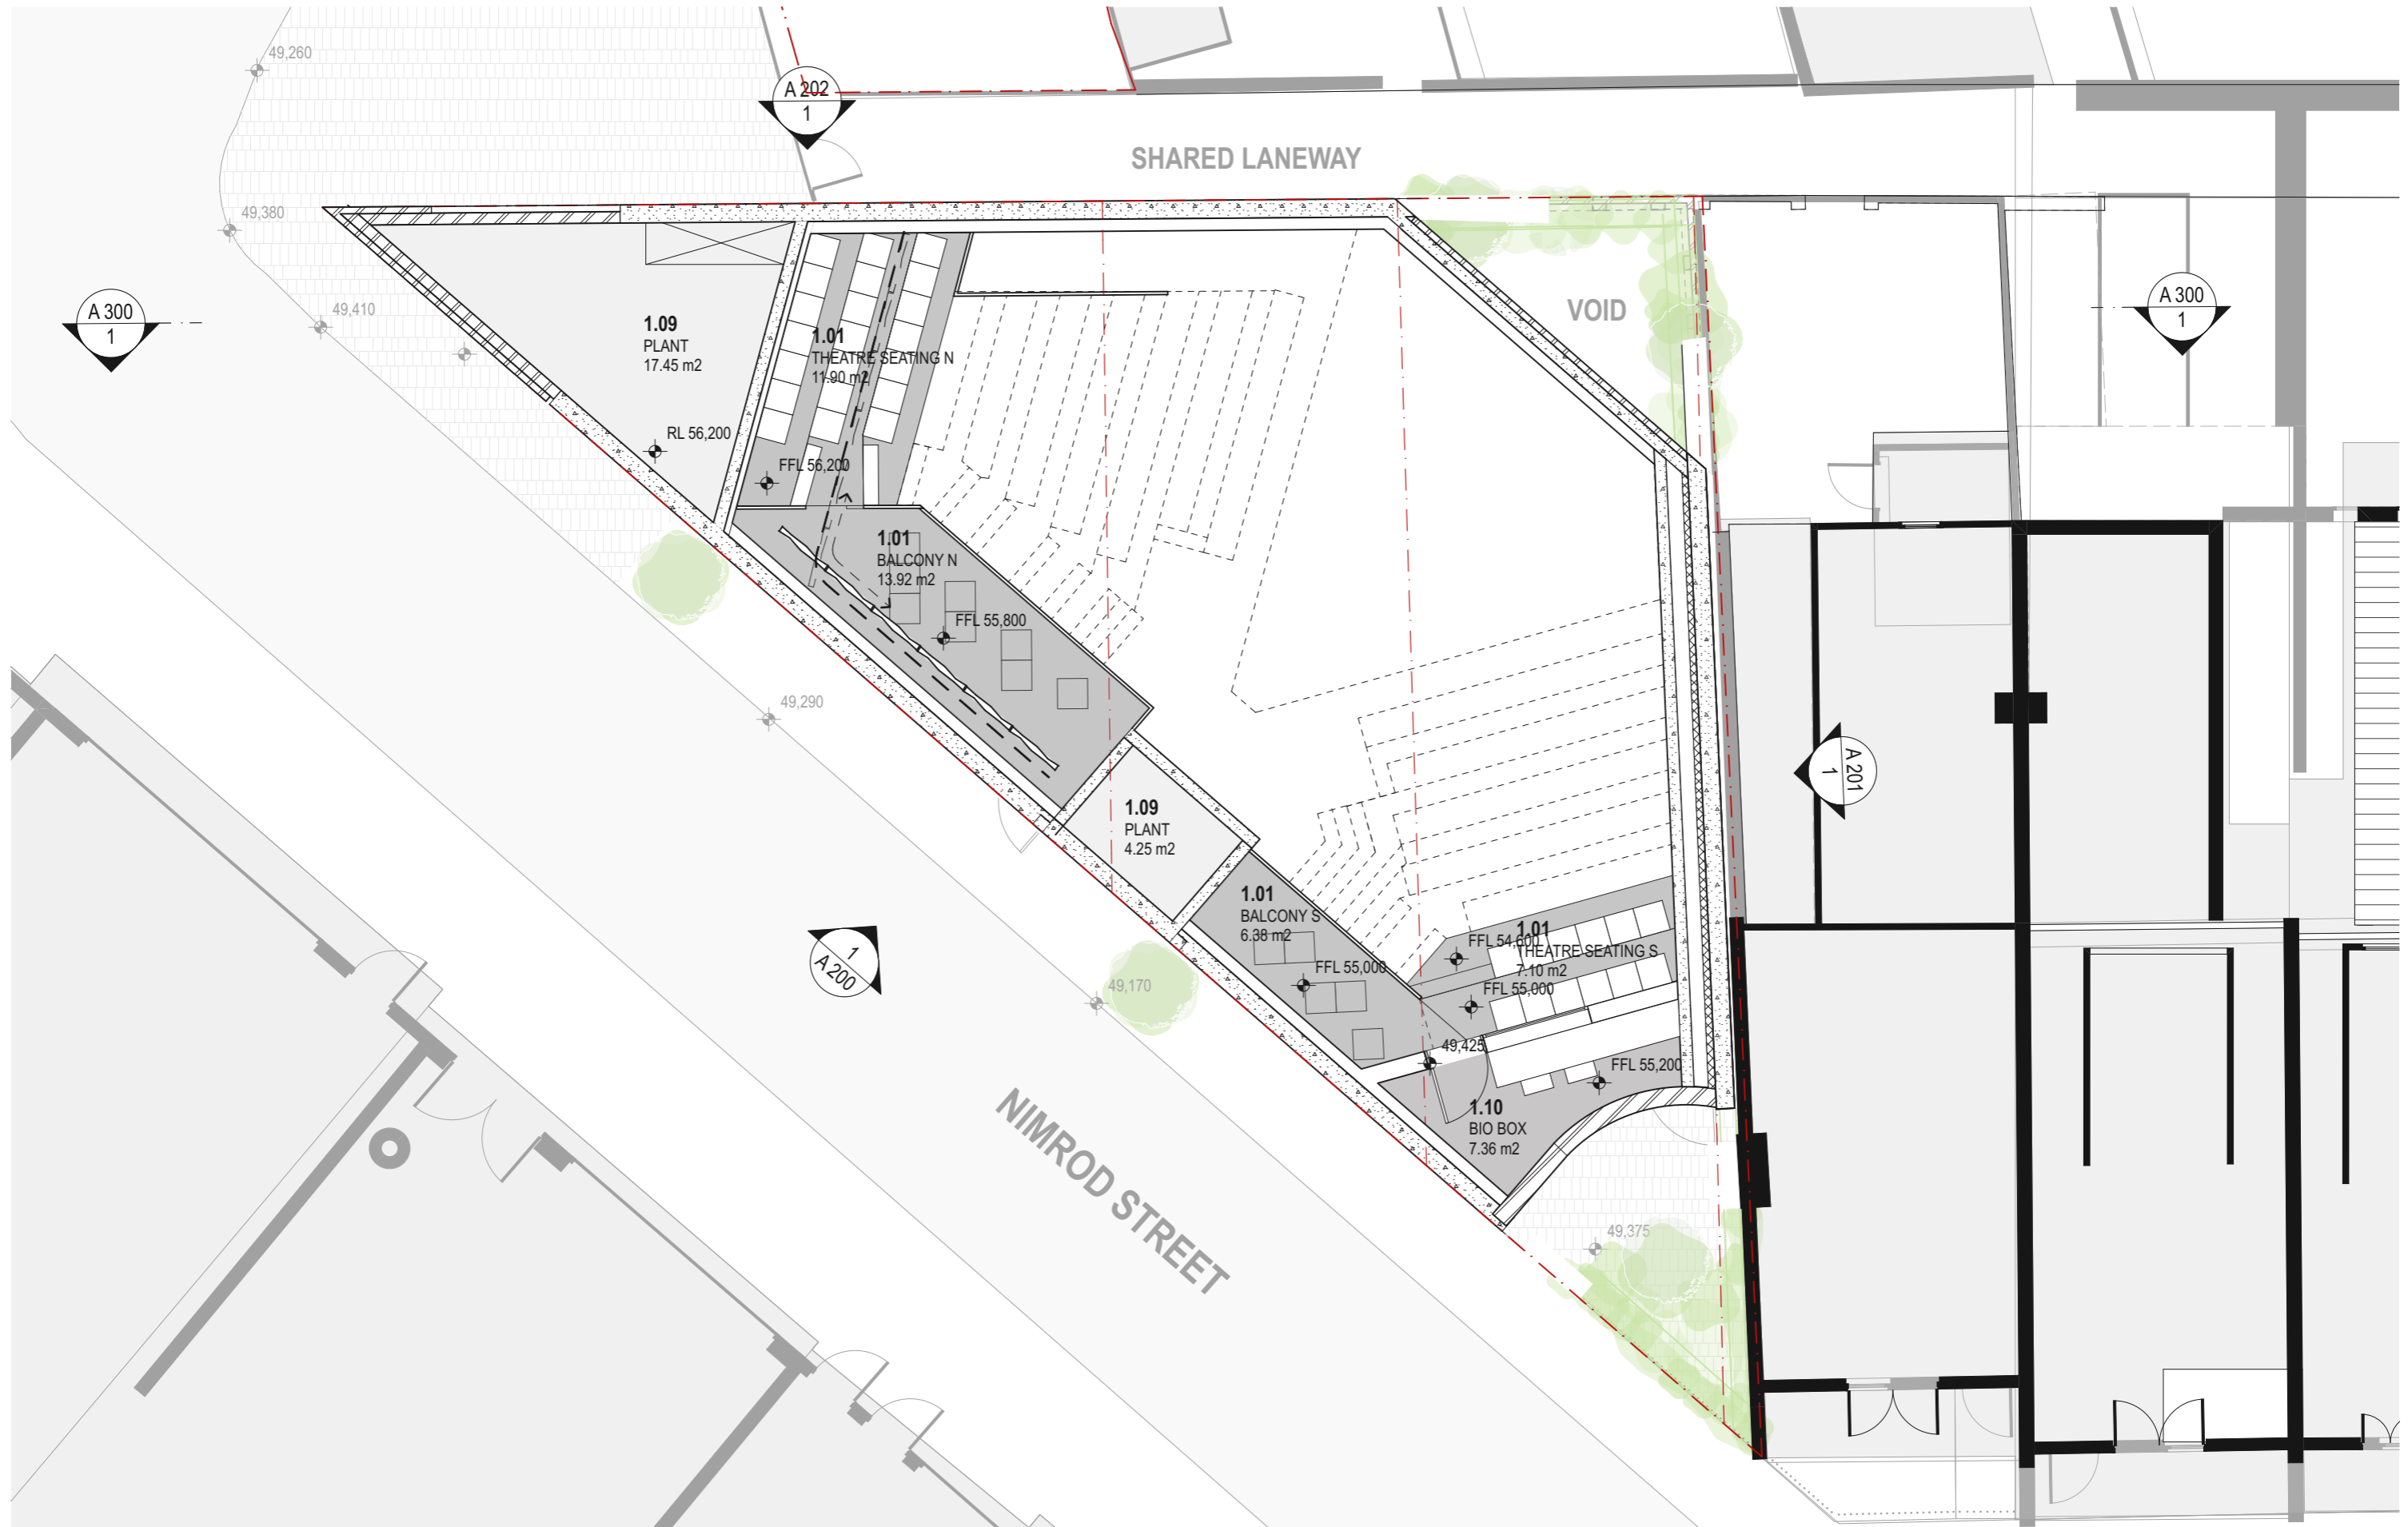 49,260
A 202
1
SHARED LANEWAY
49,380
A 300
1
49,410
VOID
A 300
1
1.09
PLANT
17.45 m2
1.01
THEATRE SEATING N
11.90 m2
RL 56,200
FFL 56,200
1.01
BALCONY N
13.92 m2
FFL 55,800
49,290
A 201
1
1.09
PLANT
4.25 m2
1.01
BALCONY S
6.38 m2
1.01
THEATRE SEATING S
7.10 m2
FFL 54,600
FFL 55,000
FFL 55,000
1
A 200
49,170
49,425
FFL 55,200
1.10
BIO BOX
7.36 m2
NIMROD STREET
49,375